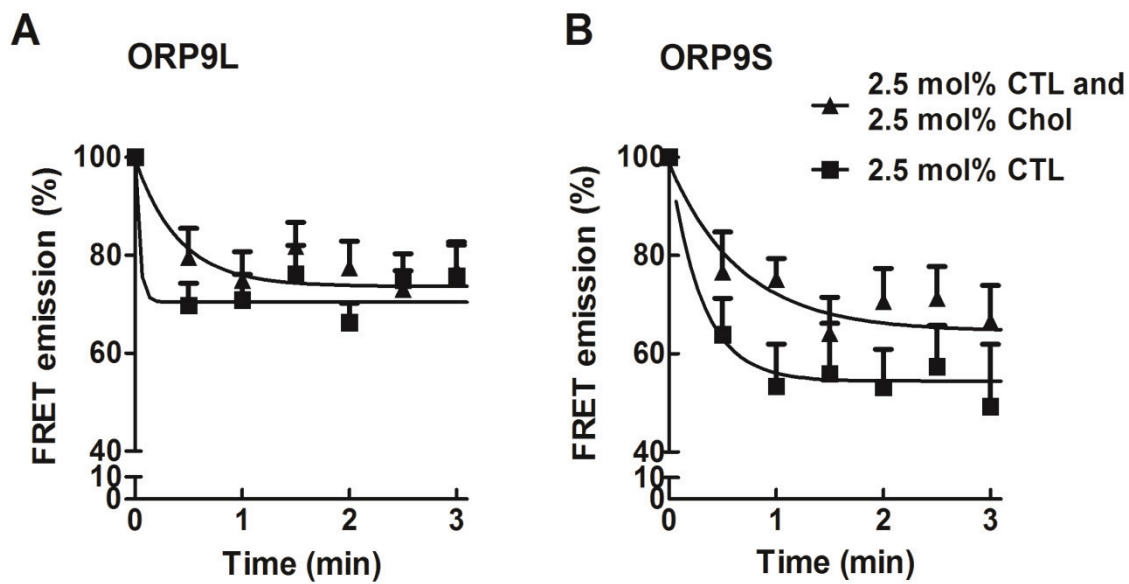 A
ORP9L
FRET emission (%)
100
80
60
40
10
0
0
1
2
3
Time (min)
B
ORP9S
2.5 mol% CTL and
2.5 mol% Chol
2.5 mol% CTL
FRET emission (%)
100
80
60
40
10
0
0
1
2
3
Time (min)